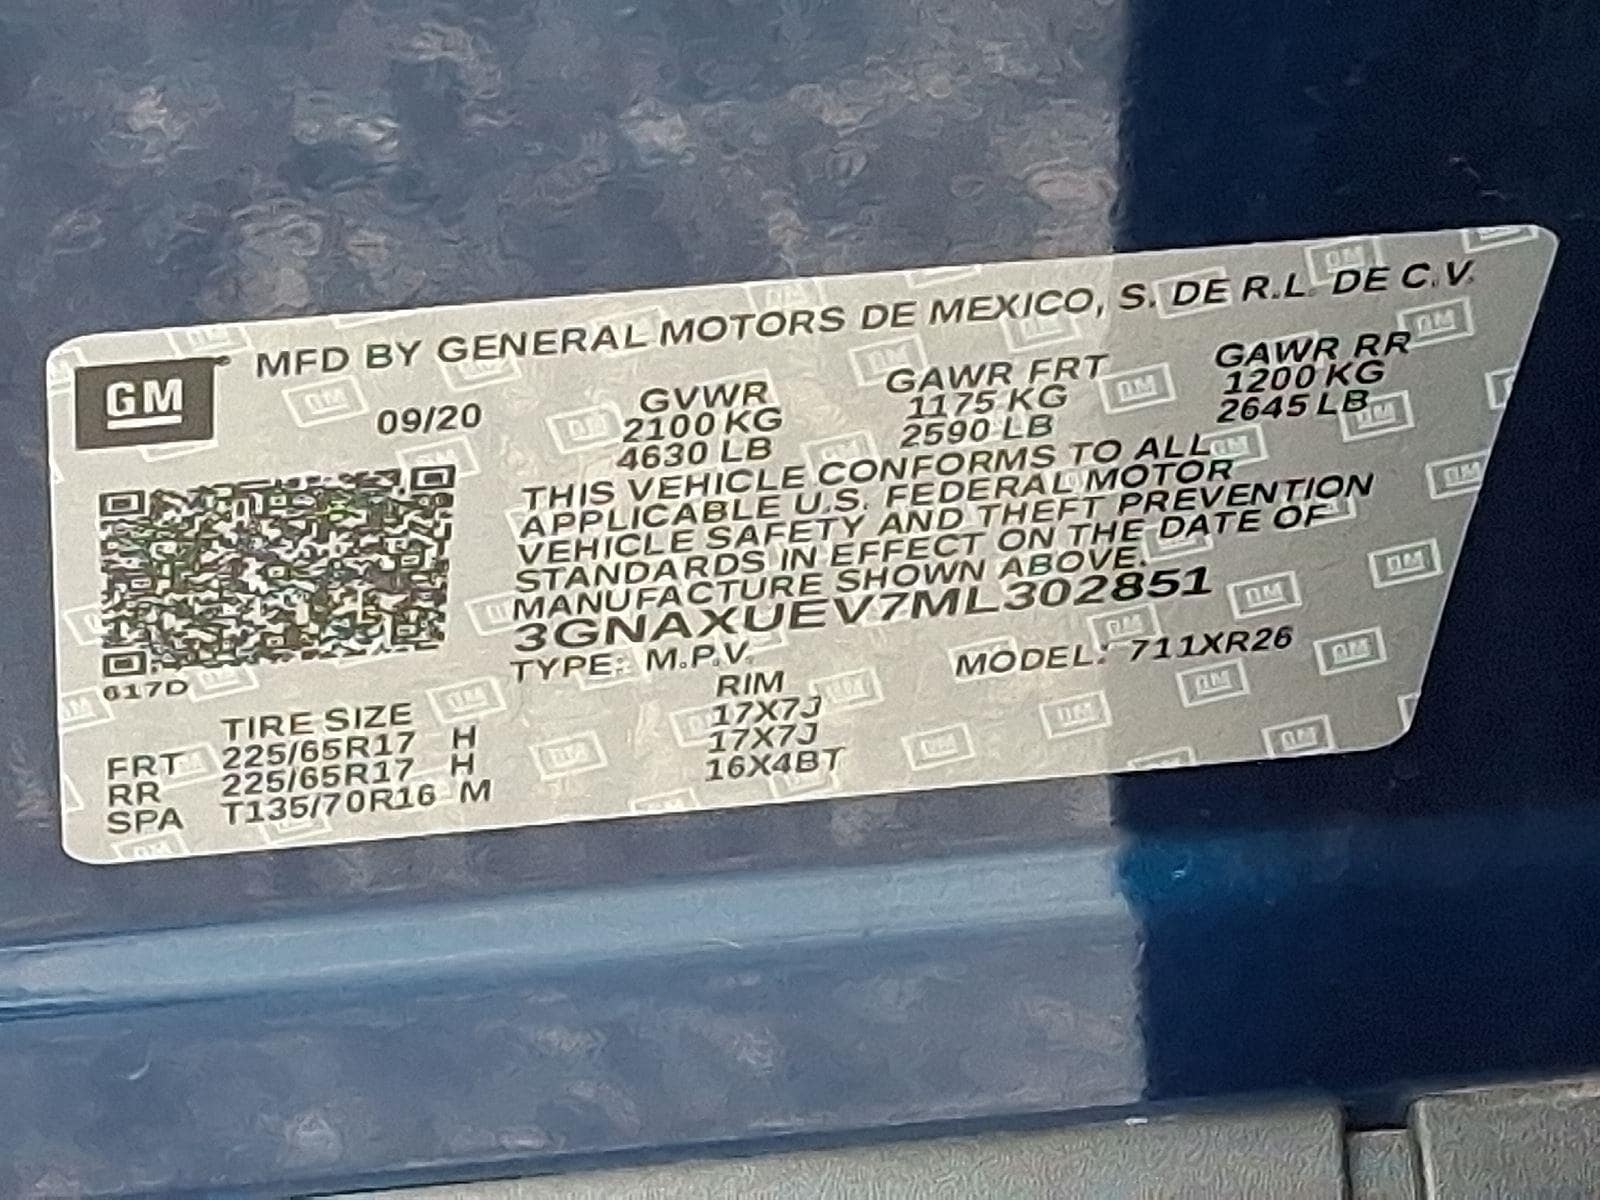 MFD BY GENERAL MOTORS DE MEXICO, S. DE R.L. DE C.V.
GM
09/20
GVWR GAWR FRT GAWR RR
2100 KG 1175 KG 1200 KG
4630 LB 2590 LB 2645 LB
THIS VEHICLE CONFORMS TO ALL
APPLICABLE U.S. FEDERAL MOTOR
VEHICLE SAFETY AND THEFT PREVENTION
STANDARDS IN EFFECT ON THE DATE OF
MANUFACTURE SHOWN ABOVE.
3GNAXUEV7ML302851
TYPE: M.P.V. MODEL: 711XR26
617D
TIRE SIZE RIM
FRT 225/65R17 H 17X7J
RR 225/65R17 H 17X7J
SPA T135/70R16 M 16X4BT